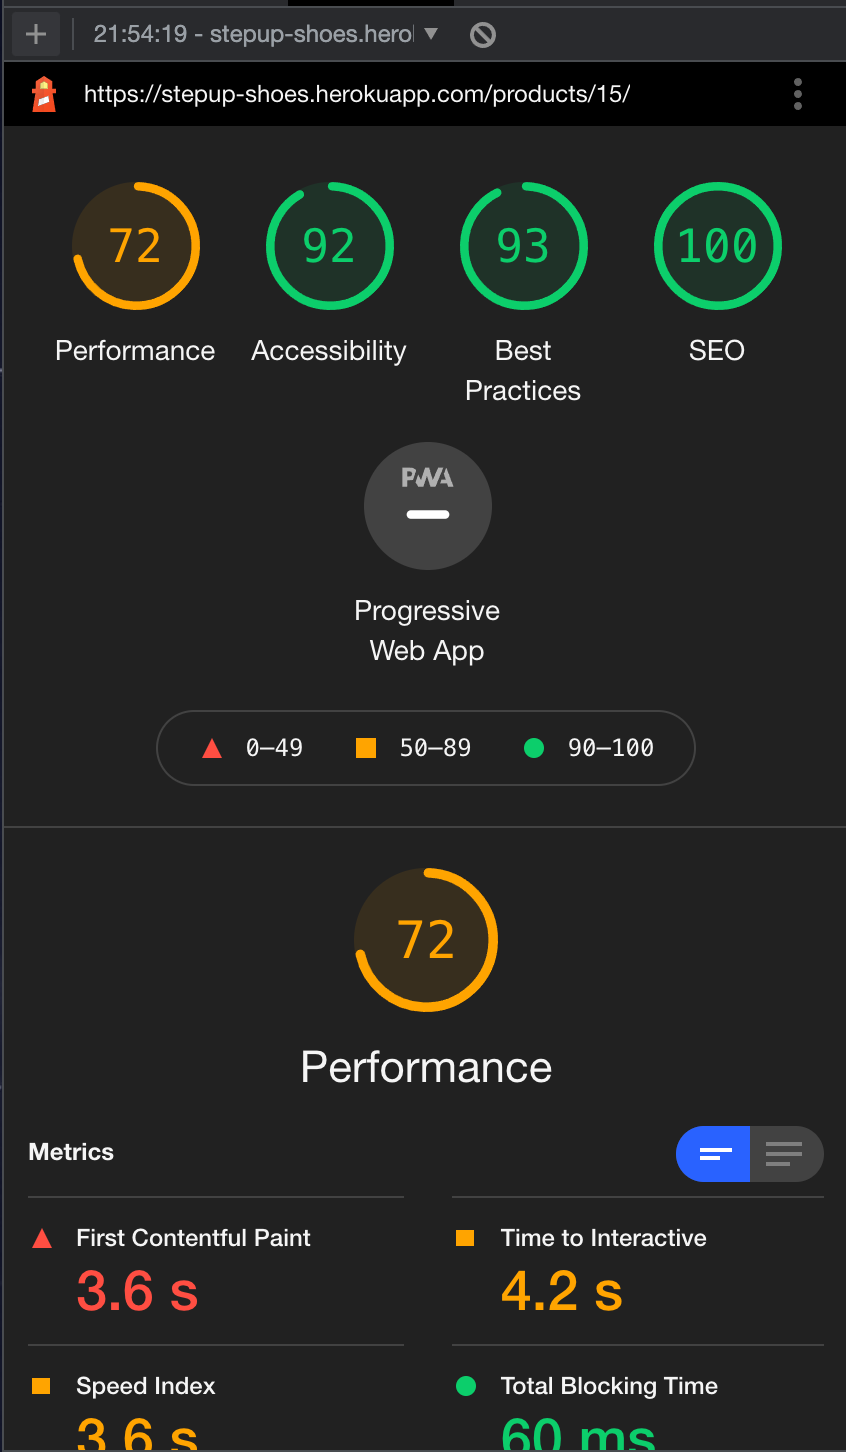 21:54:19 - stepup-shoes.hero
https://stepup-shoes.herokuapp.com/products/15/
72 92 93 100
Performance Accessibility Best Practices SEO
PWA
Progressive
Web App
0–49 50–89 90–100
72
Performance
Metrics
First Contentful Paint Time to Interactive
3.6 s 4.2 s
Speed Index Total Blocking Time
3.6 s 60 ms